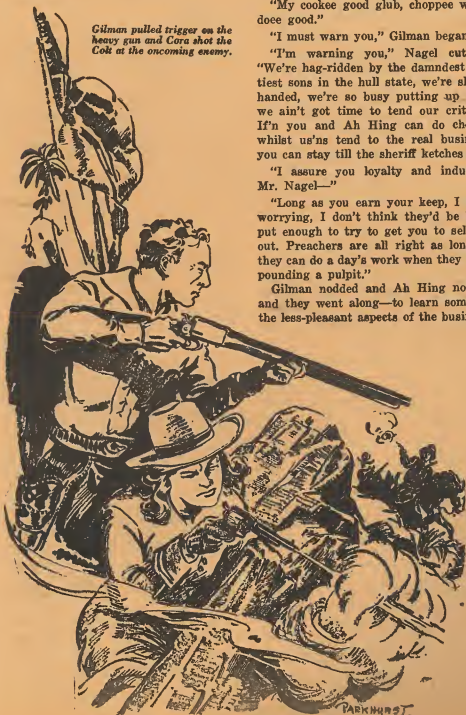 Gilman pulled trigger on the
heavy gun and Cora shot the
Colt at the oncoming enemy.
"My cookee good glub, choppee w
doee good."
"I must warn you," Gilman began
"I'm warning you," Nagel cut
"We're hag-ridden by the damndest
tiest sons in the hull state, we're sh
handed, we're so busy putting up
we ain't got time to tend our crit
If'n you and Ah Hing can do cho
whilst us'ns tend to the real busi
you can stay till the sheriff ketches
"I assure you loyalty and indu
Mr. Nagel—"
"Long as you earn your keep, I
worrying, I don't think they'd be
put enough to try to get you to sel
out. Preachers are all right as lon
they can do a day's work when they
pounding a pulpit."
Gilman nodded and Ah Hing no
and they went along—to learn som
the less-pleasant aspects of the busi
PARKHURST